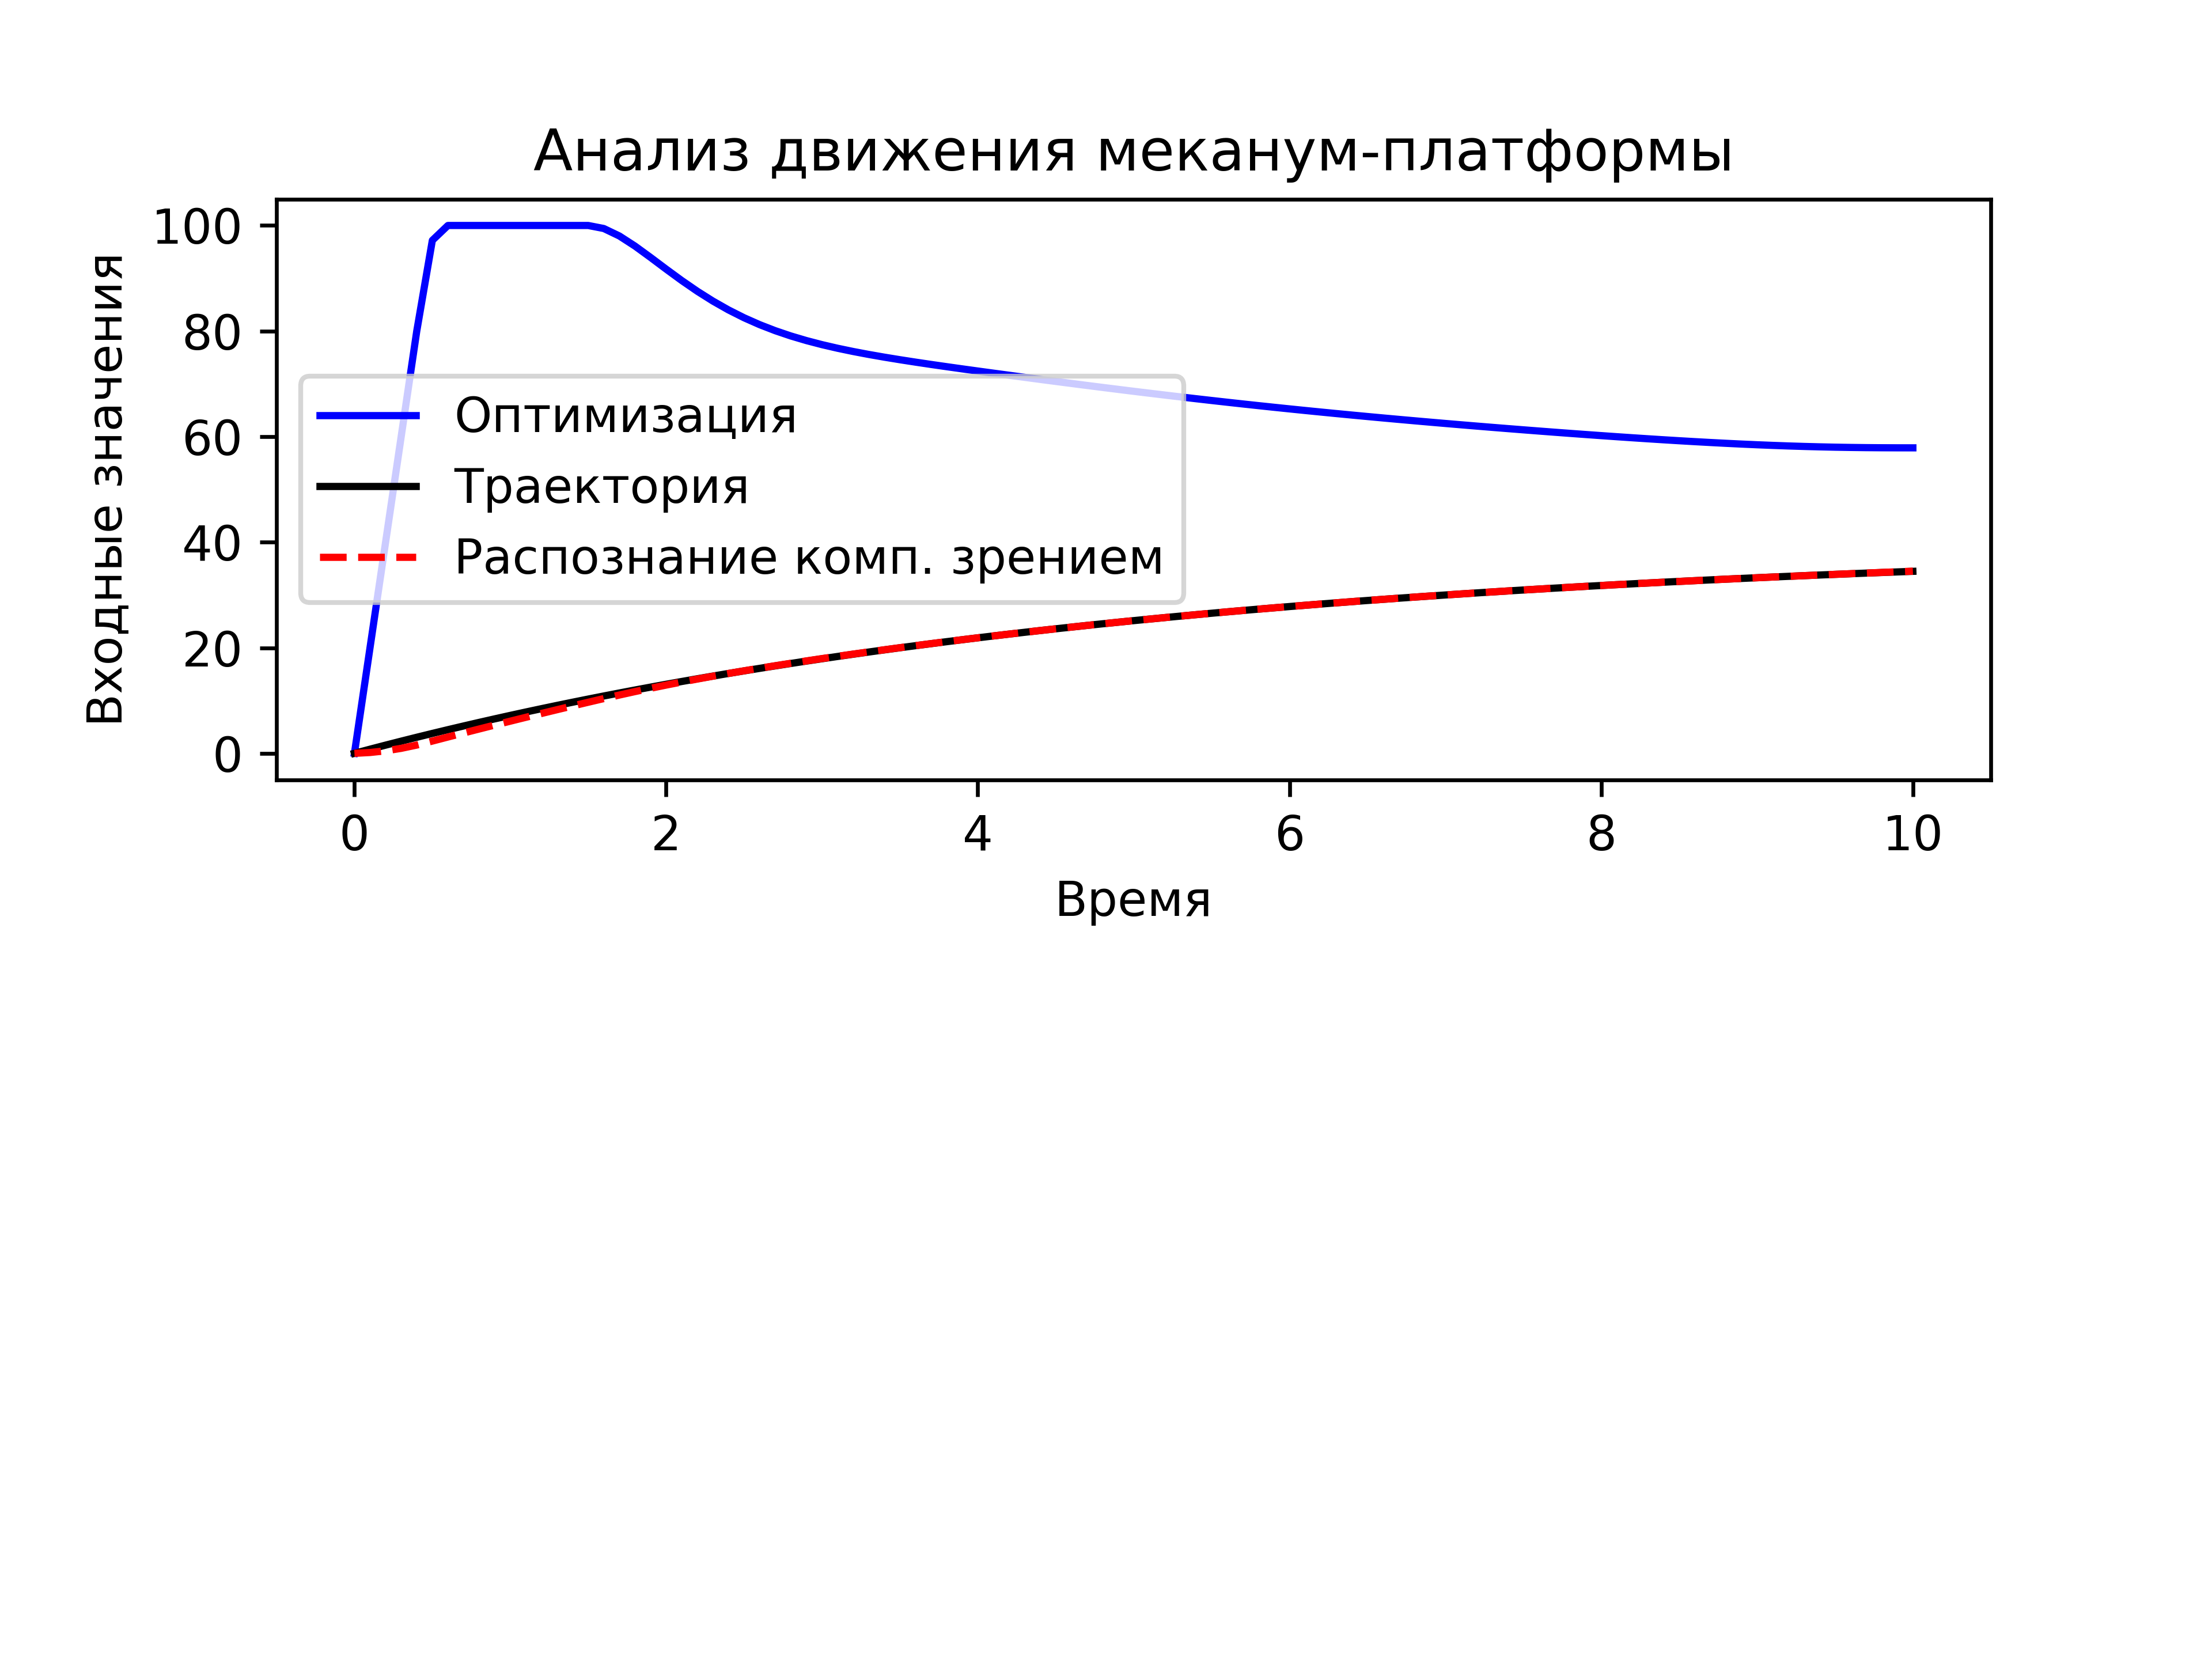 Анализ движения меканум-платформы
Входные значения
100
80
60
40
20
0
Оптимизация
Траектория
Распознание комп. зрением
0 2 4 6 8 10
Время